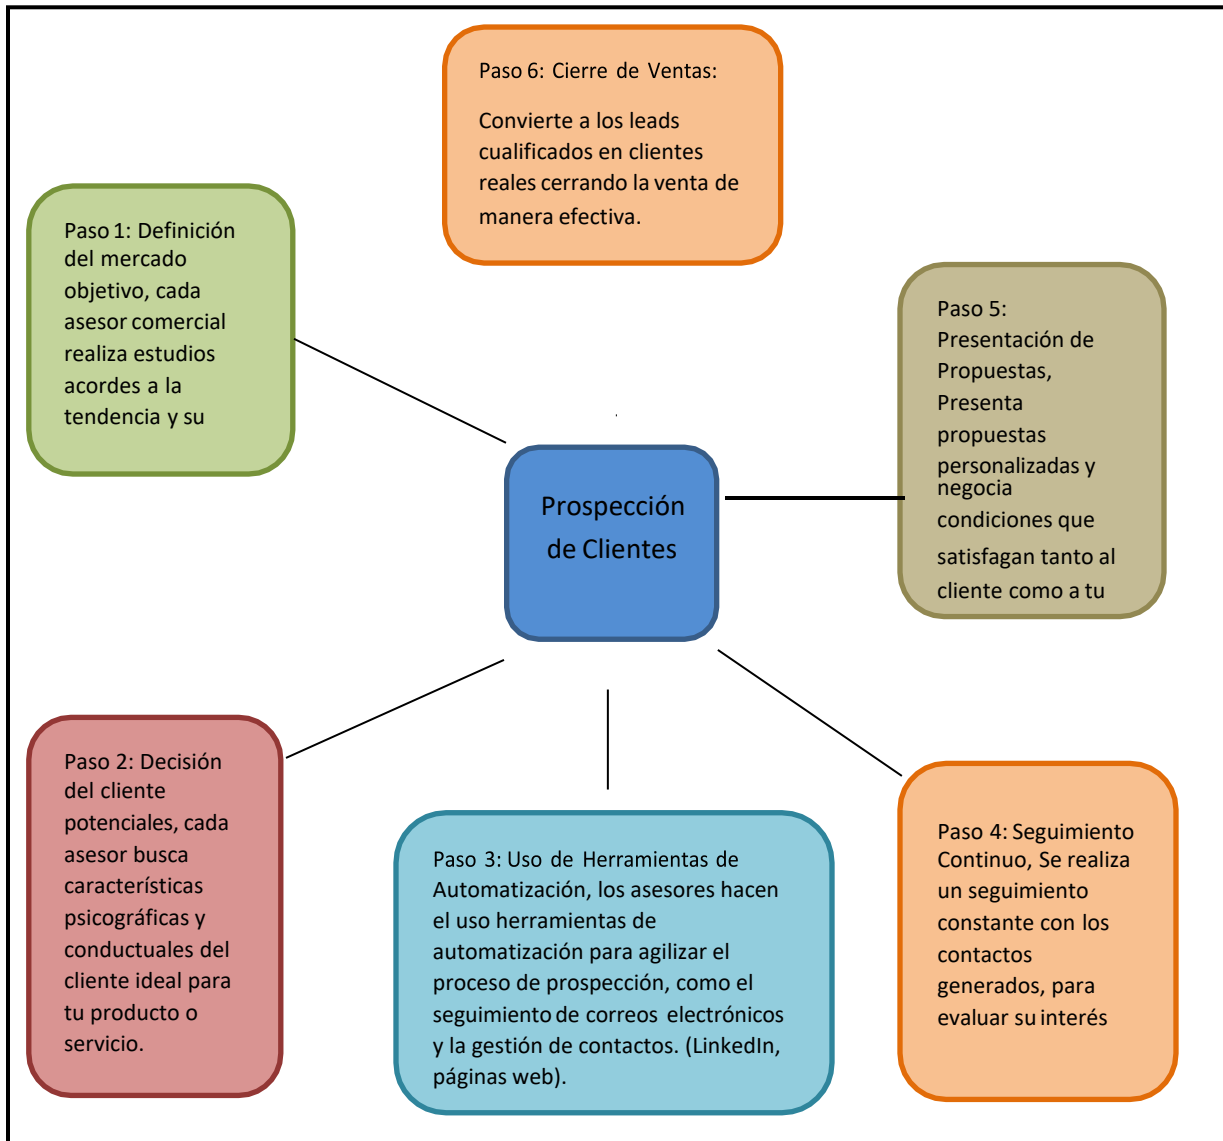 Paso 6: Cierre de Ventas:
Convierte a los leads
cualificados en clientes
reales cerrando la venta de
manera efectiva.
Paso 1: Definición
del mercado
objetivo, cada
asesor comercial
realiza estudios
acordes a la
tendencia y su
Paso 5:
Presentación de
Propuestas,
Presenta
propuestas
personalizadas y
negocia
condiciones que
satisfagan tanto al
cliente como a tu
Prospección
de Clientes
Paso 2: Decisión
del cliente
potenciales, cada
asesor busca
características
psicográficas y
conductuales del
cliente ideal para
tu producto o
servicio.
Paso 3: Uso de Herramientas de
Automatización, los asesores hacen
el uso herramientas de
automatización para agilizar el
proceso de prospección, como el
seguimiento de correos electrónicos
y la gestión de contactos. (LinkedIn,
páginas web).
Paso 4: Seguimiento
Continuo, Se realiza
un seguimiento
constante con los
contactos
generados, para
evaluar su interés